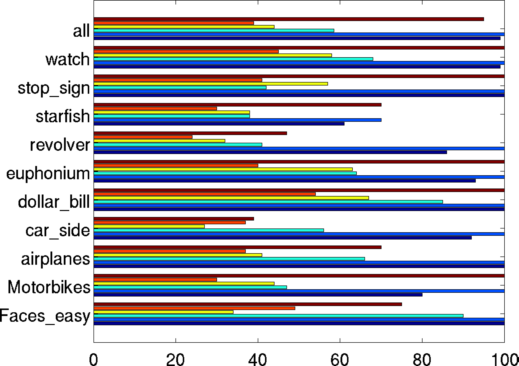 all
watch
stop_sign
starfish
revolver
euphonium
dollar_bill
car_side
airplanes
Motorbikes
Faces_easy
0 20 40 60 80 100